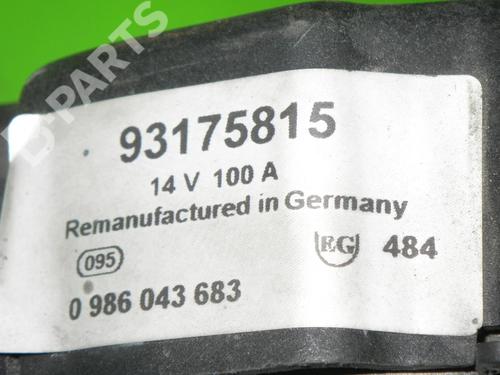 D-PARTS
93175815
14 V 100 A
Remanufactured in Germany
095 EG 484
0 986 043 683